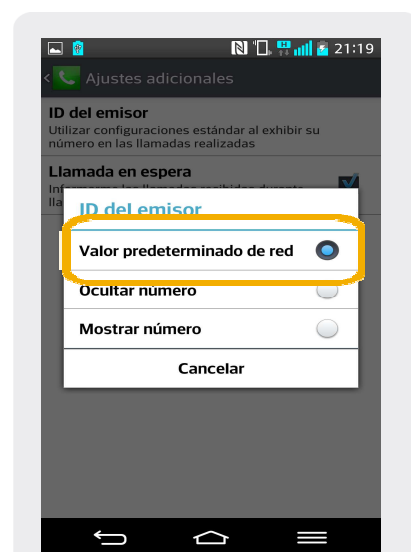 21:19
Ajustes adicionales
ID del emisor
Utilizar configuraciones estándar al exhibir su
número en las llamadas realizadas
Llamada en espera
ID del emisor
Valor predeterminado de red
Ocultar número
Mostrar número
Cancelar